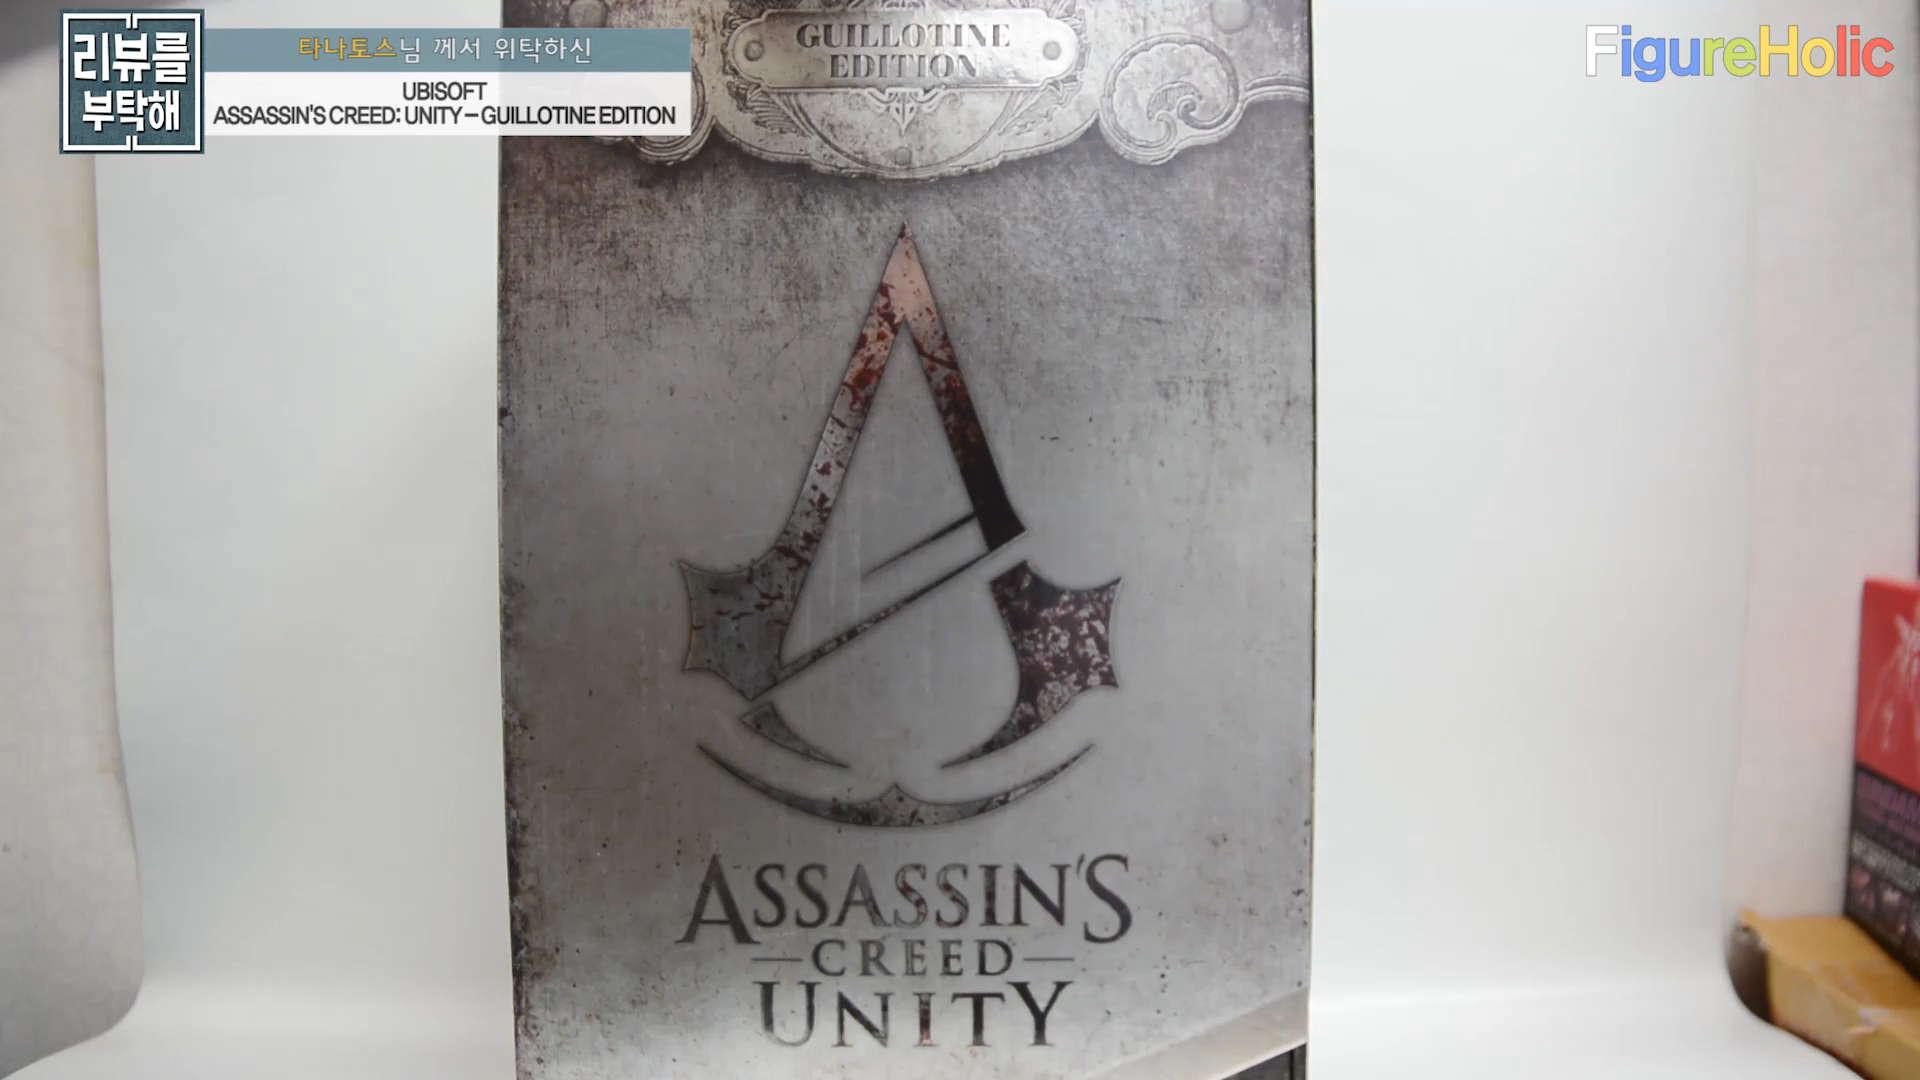 리뷰를
부탁해
타나토스님 께서 위탁하신
UBISOFT
ASSASSIN'S CREED: UNITY – GUILLOTINE EDITION
FigureHolic
GUILLOTINE
EDITION
ASSASSIN'S
CREED
UNITY